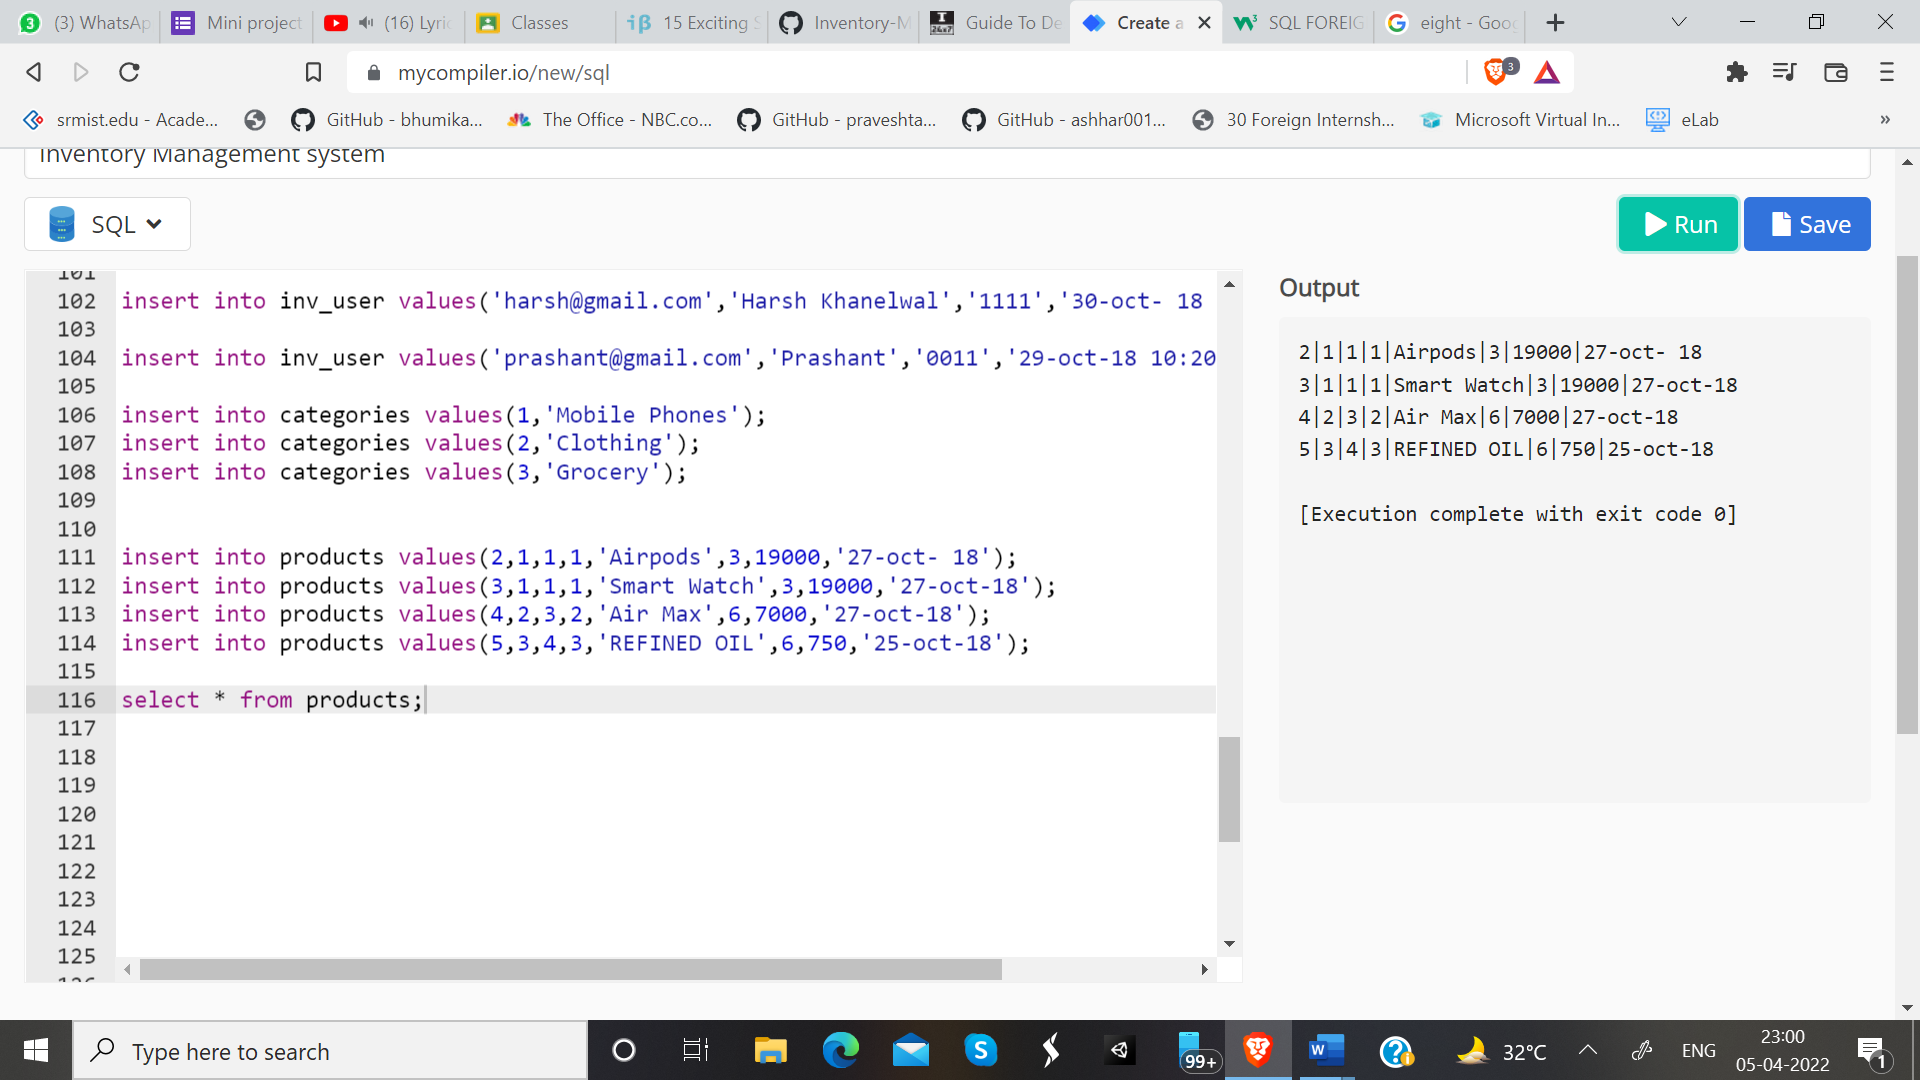 (3) WhatsAp
Mini project
(16) Lyri
Classes
15 Exciting S
Inventory-M
Guide To De
Create a
SQL FOREIG
eight - Goo
mycompiler.io/new/sql
3
srmist.edu - Acade...
GitHub - bhumika...
The Office - NBC.co...
GitHub - praveshta...
GitHub - ashhar001...
30 Foreign Internsh...
Microsoft Virtual In...
eLab
»
Inventory Management system
SQL
Run
Save
101
102 insert into inv_user values('harsh@gmail.com','Harsh Khanelwal','1111','30-oct- 18
103
104 insert into inv_user values('prashant@gmail.com','Prashant','0011','29-oct-18 10:20
105
106 insert into categories values(1,'Mobile Phones');
107 insert into categories values(2,'Clothing');
108 insert into categories values(3,'Grocery');
109
110
111 insert into products values(2,1,1,1,'Airpods',3,19000,'27-oct- 18');
112 insert into products values(3,1,1,1,'Smart Watch',3,19000,'27-oct-18');
113 insert into products values(4,2,3,2,'Air Max',6,7000,'27-oct-18');
114 insert into products values(5,3,4,3,'REFINED OIL',6,750,'25-oct-18');
115
116 select * from products;
117
118
119
120
121
122
123
124
125
Output
2|1|1|1|Airpods|3|19000|27-oct- 18
3|1|1|1|Smart Watch|3|19000|27-oct-18
4|2|3|2|Air Max|6|7000|27-oct-18
5|3|4|3|REFINED OIL|6|750|25-oct-18
[Execution complete with exit code 0]
Type here to search
99+
32°C
ENG
23:00
05-04-2022
1